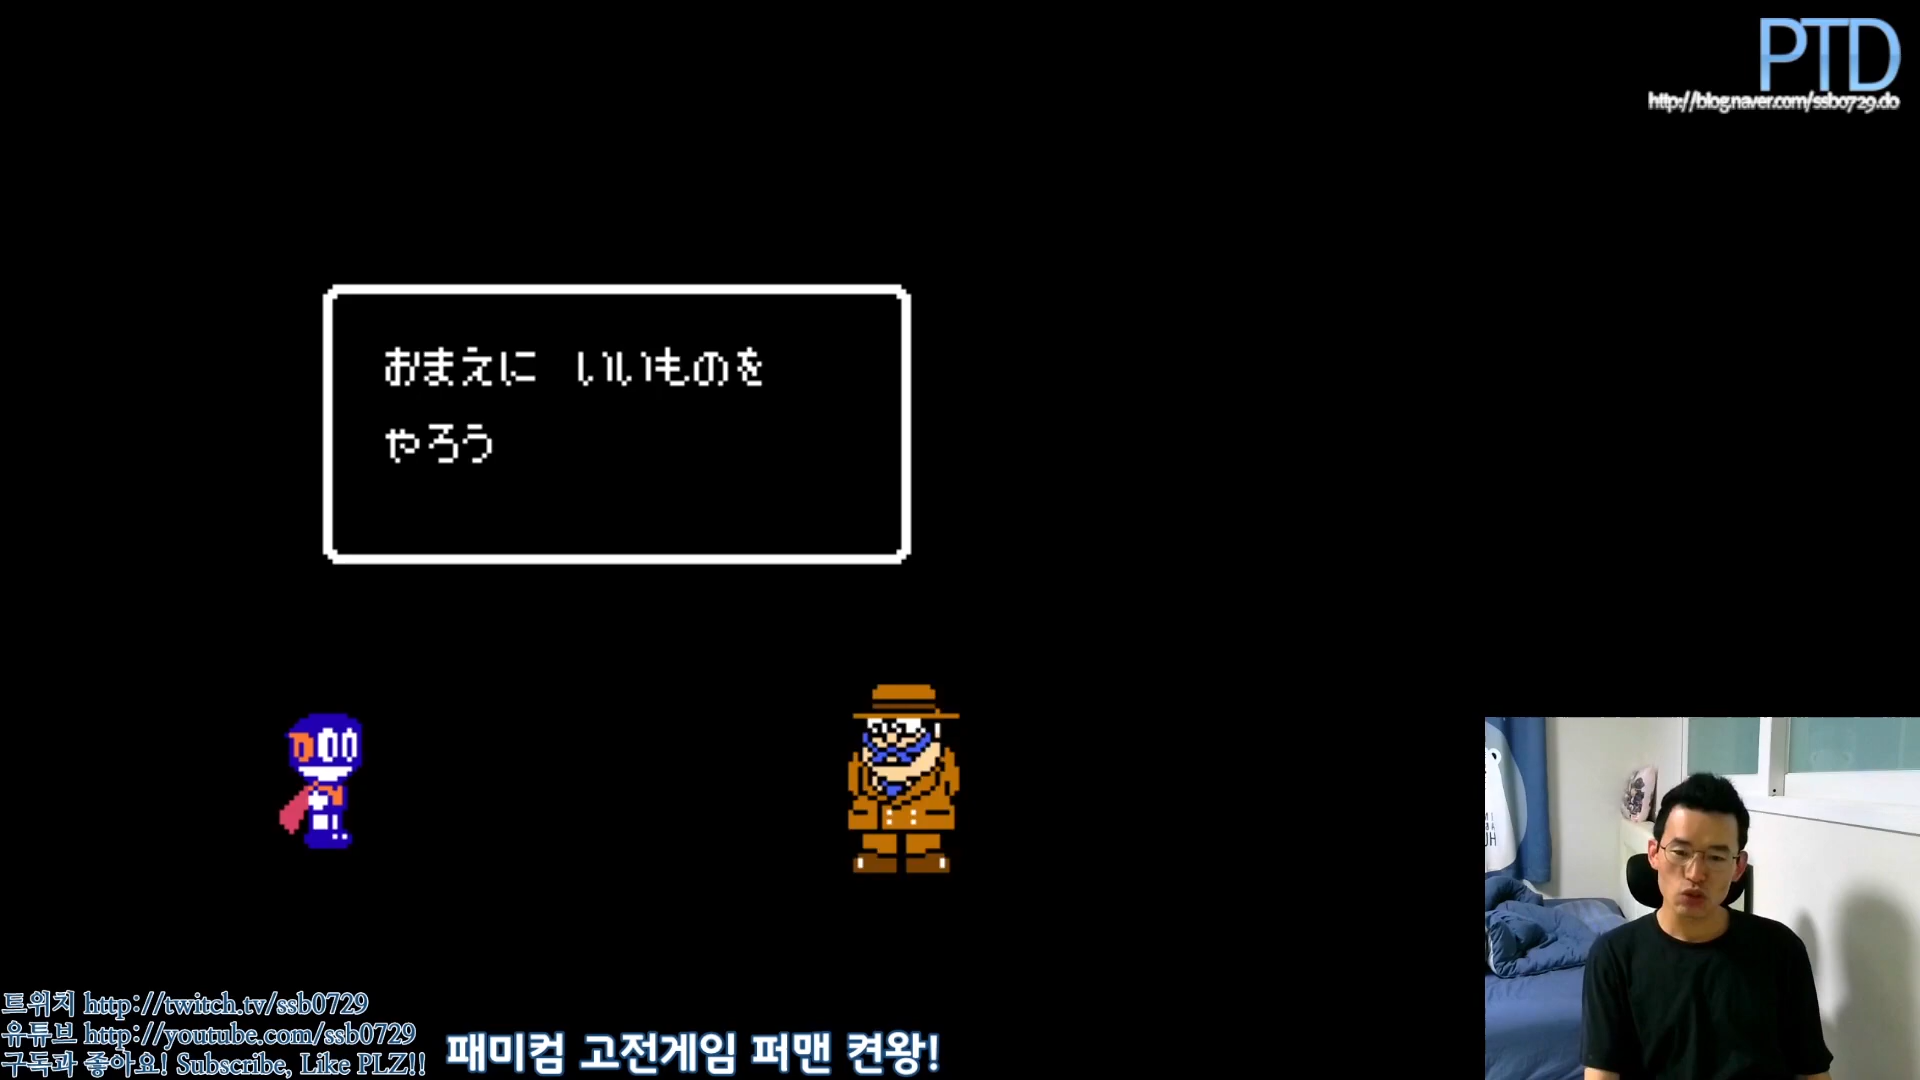 PTD
http://blog.naver.com/ssb0729.do
おまえに いいものを
やろう
트위치 http://twitch.tv/ssb0729
유튜브 http://youtube.com/ssb0729
구독과 좋아요! Subscribe, Like PLZ!!
패미컴 고전게임 퍼맨 켠왕!